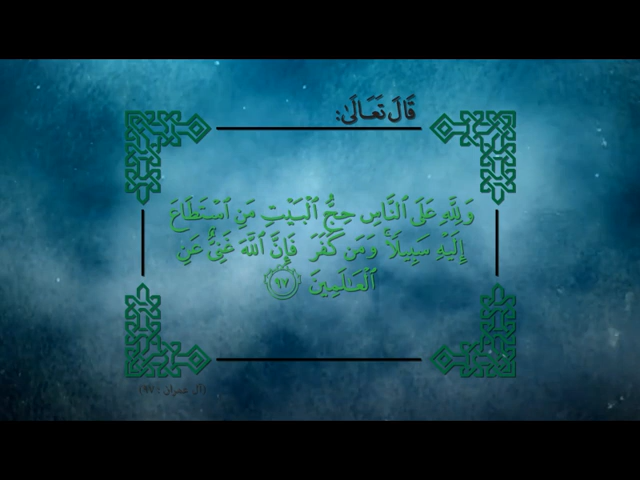 قَالَ تَعَالَىٰ:
وَلِلَّهِ عَلَى ٱلنَّاسِ حِجُّ ٱلْبَيْتِ مَنِ ٱسْتَطَاعَ
إِلَيْهِ سَبِيلًاۚ وَمَن كَفَرَ فَإِنَّ ٱللَّهَ غَنِيٌّ عَنِ
ٱلْعَـٰلَمِينَ ٩٧
(آل عمران : ٩٧)